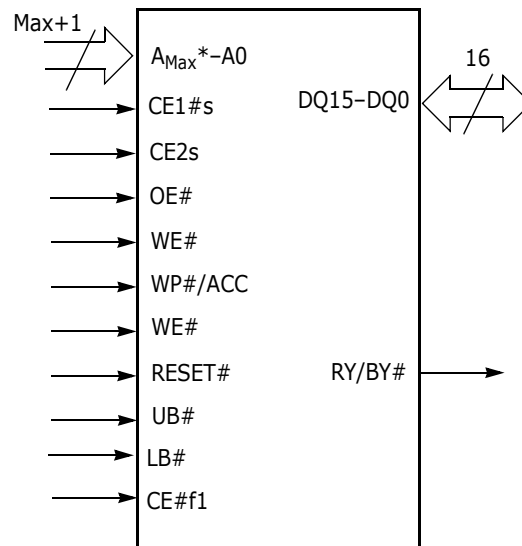 Max+1
AMax*–A0
CE1#s
CE2s
OE#
WE#
WP#/ACC
WE#
RESET#
UB#
LB#
CE#f1
16
DQ15–DQ0
RY/BY#